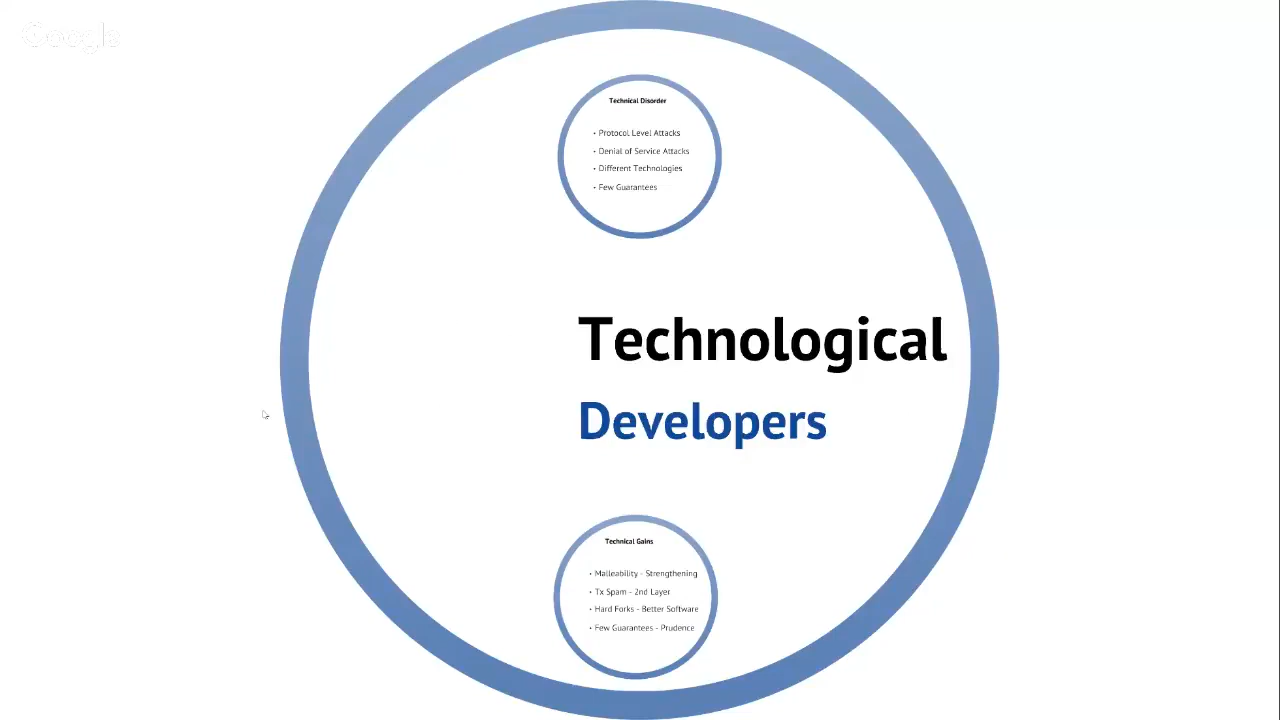 Google
Technical Disorder
• Protocol Level Attacks
• Denial of Service Attacks
• Different Technologies
• Few Guarantees
Technological
Developers
Technical Gains
• Malleability - Strengthening
• Tx Spam - 2nd Layer
• Hard Forks - Better Software
• Few Guarantees - Prudence